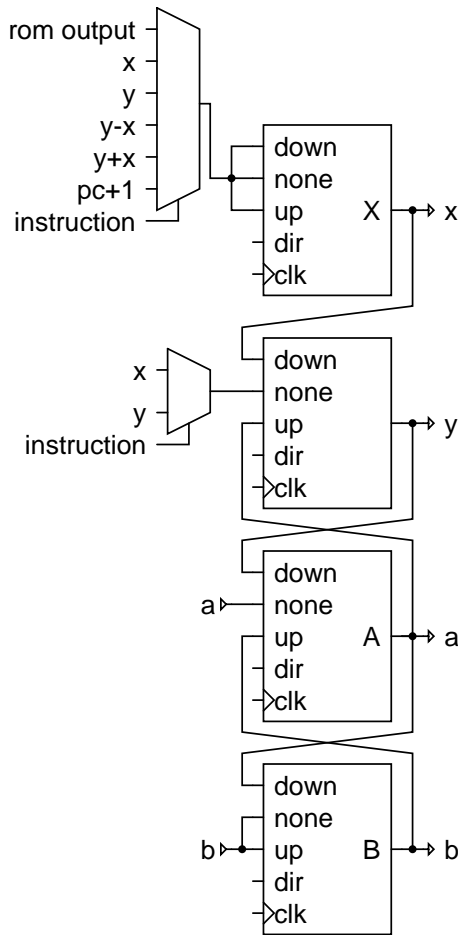 rom output
x
y
y-x
y+x
pc+1
instruction
down
none
up X x
dir
clk
x
y
instruction
down
none
up y
dir
clk
down
a none
up A a
dir
clk
down
none
b up B b
dir
clk